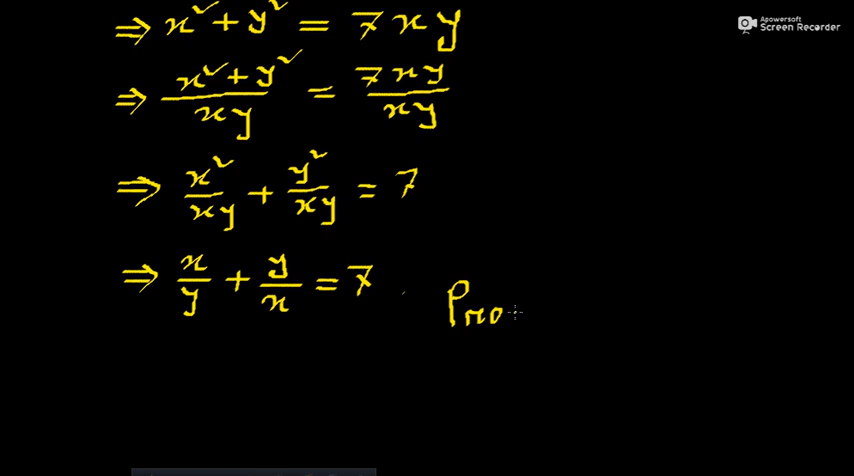 Apowersoft
Screen Recorder
⇒ x² + y² = 7xy
⇒ (x² + y²)/(xy) = (7xy)/(xy)
⇒ x²/(xy) + y²/(xy) = 7
⇒ x/y + y/x = 7
Pro